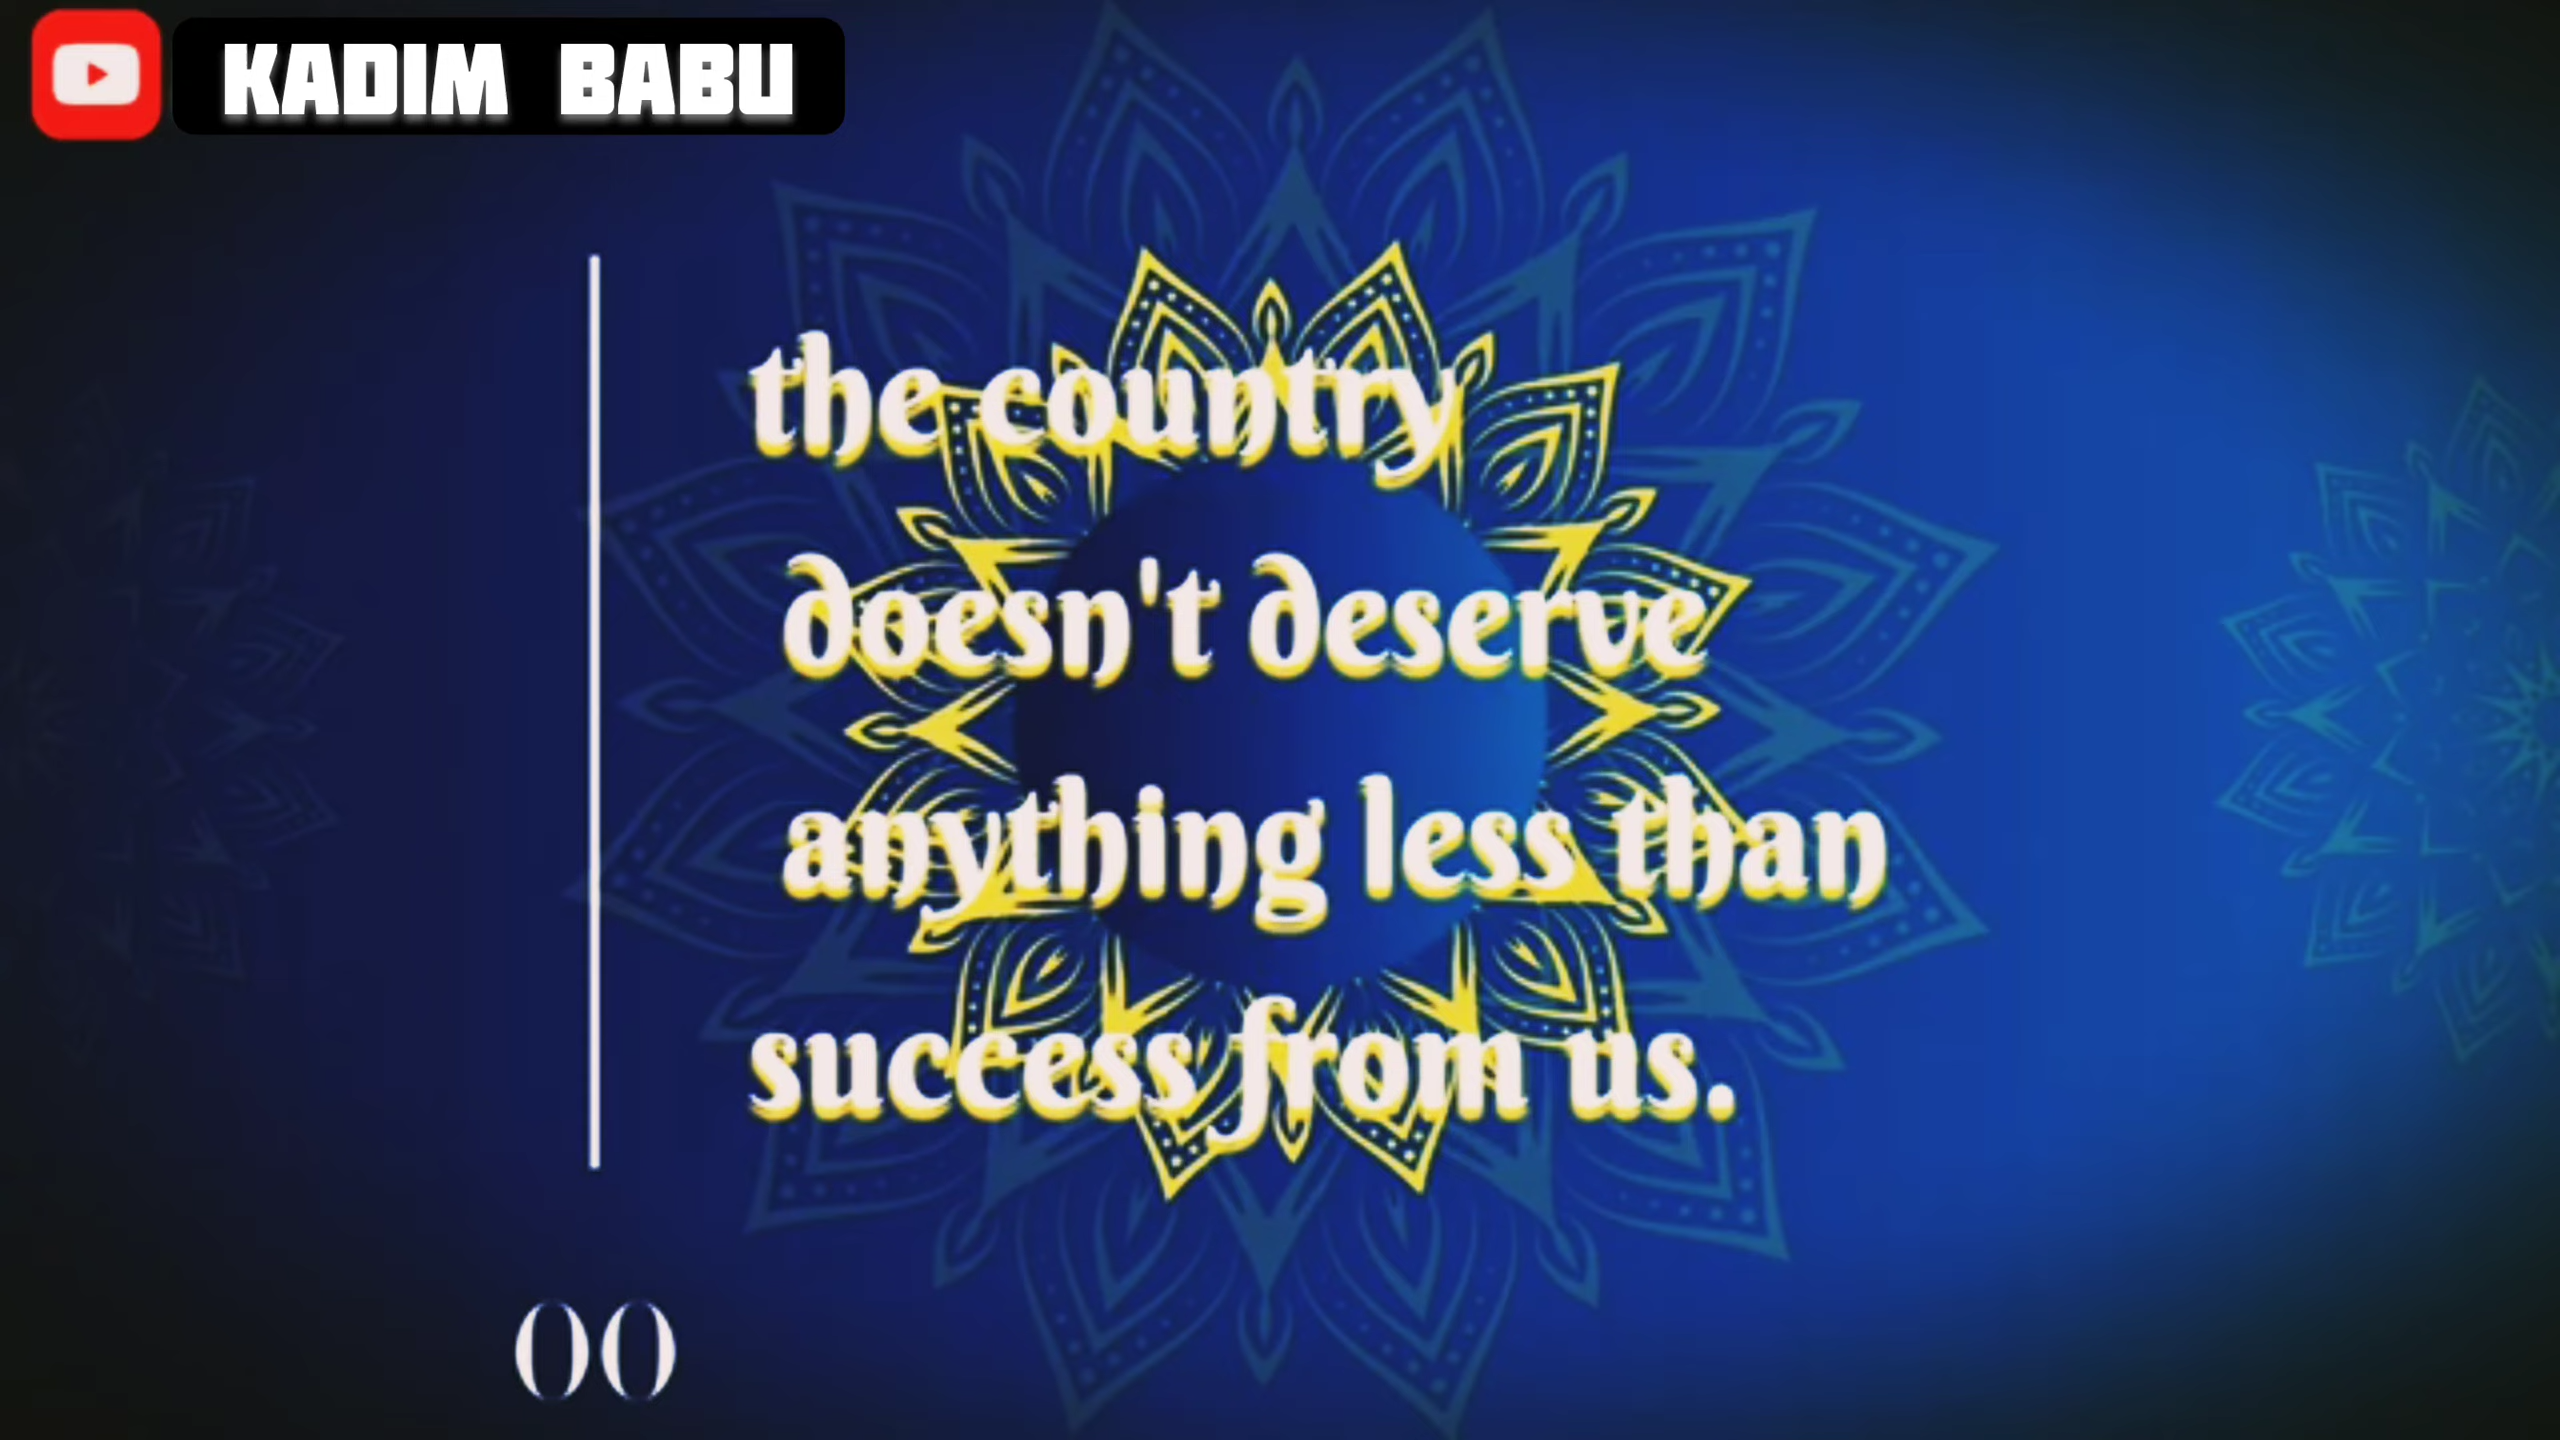 KADIM BABU
the country
doesn't deserve
anything less than
success from us.
00